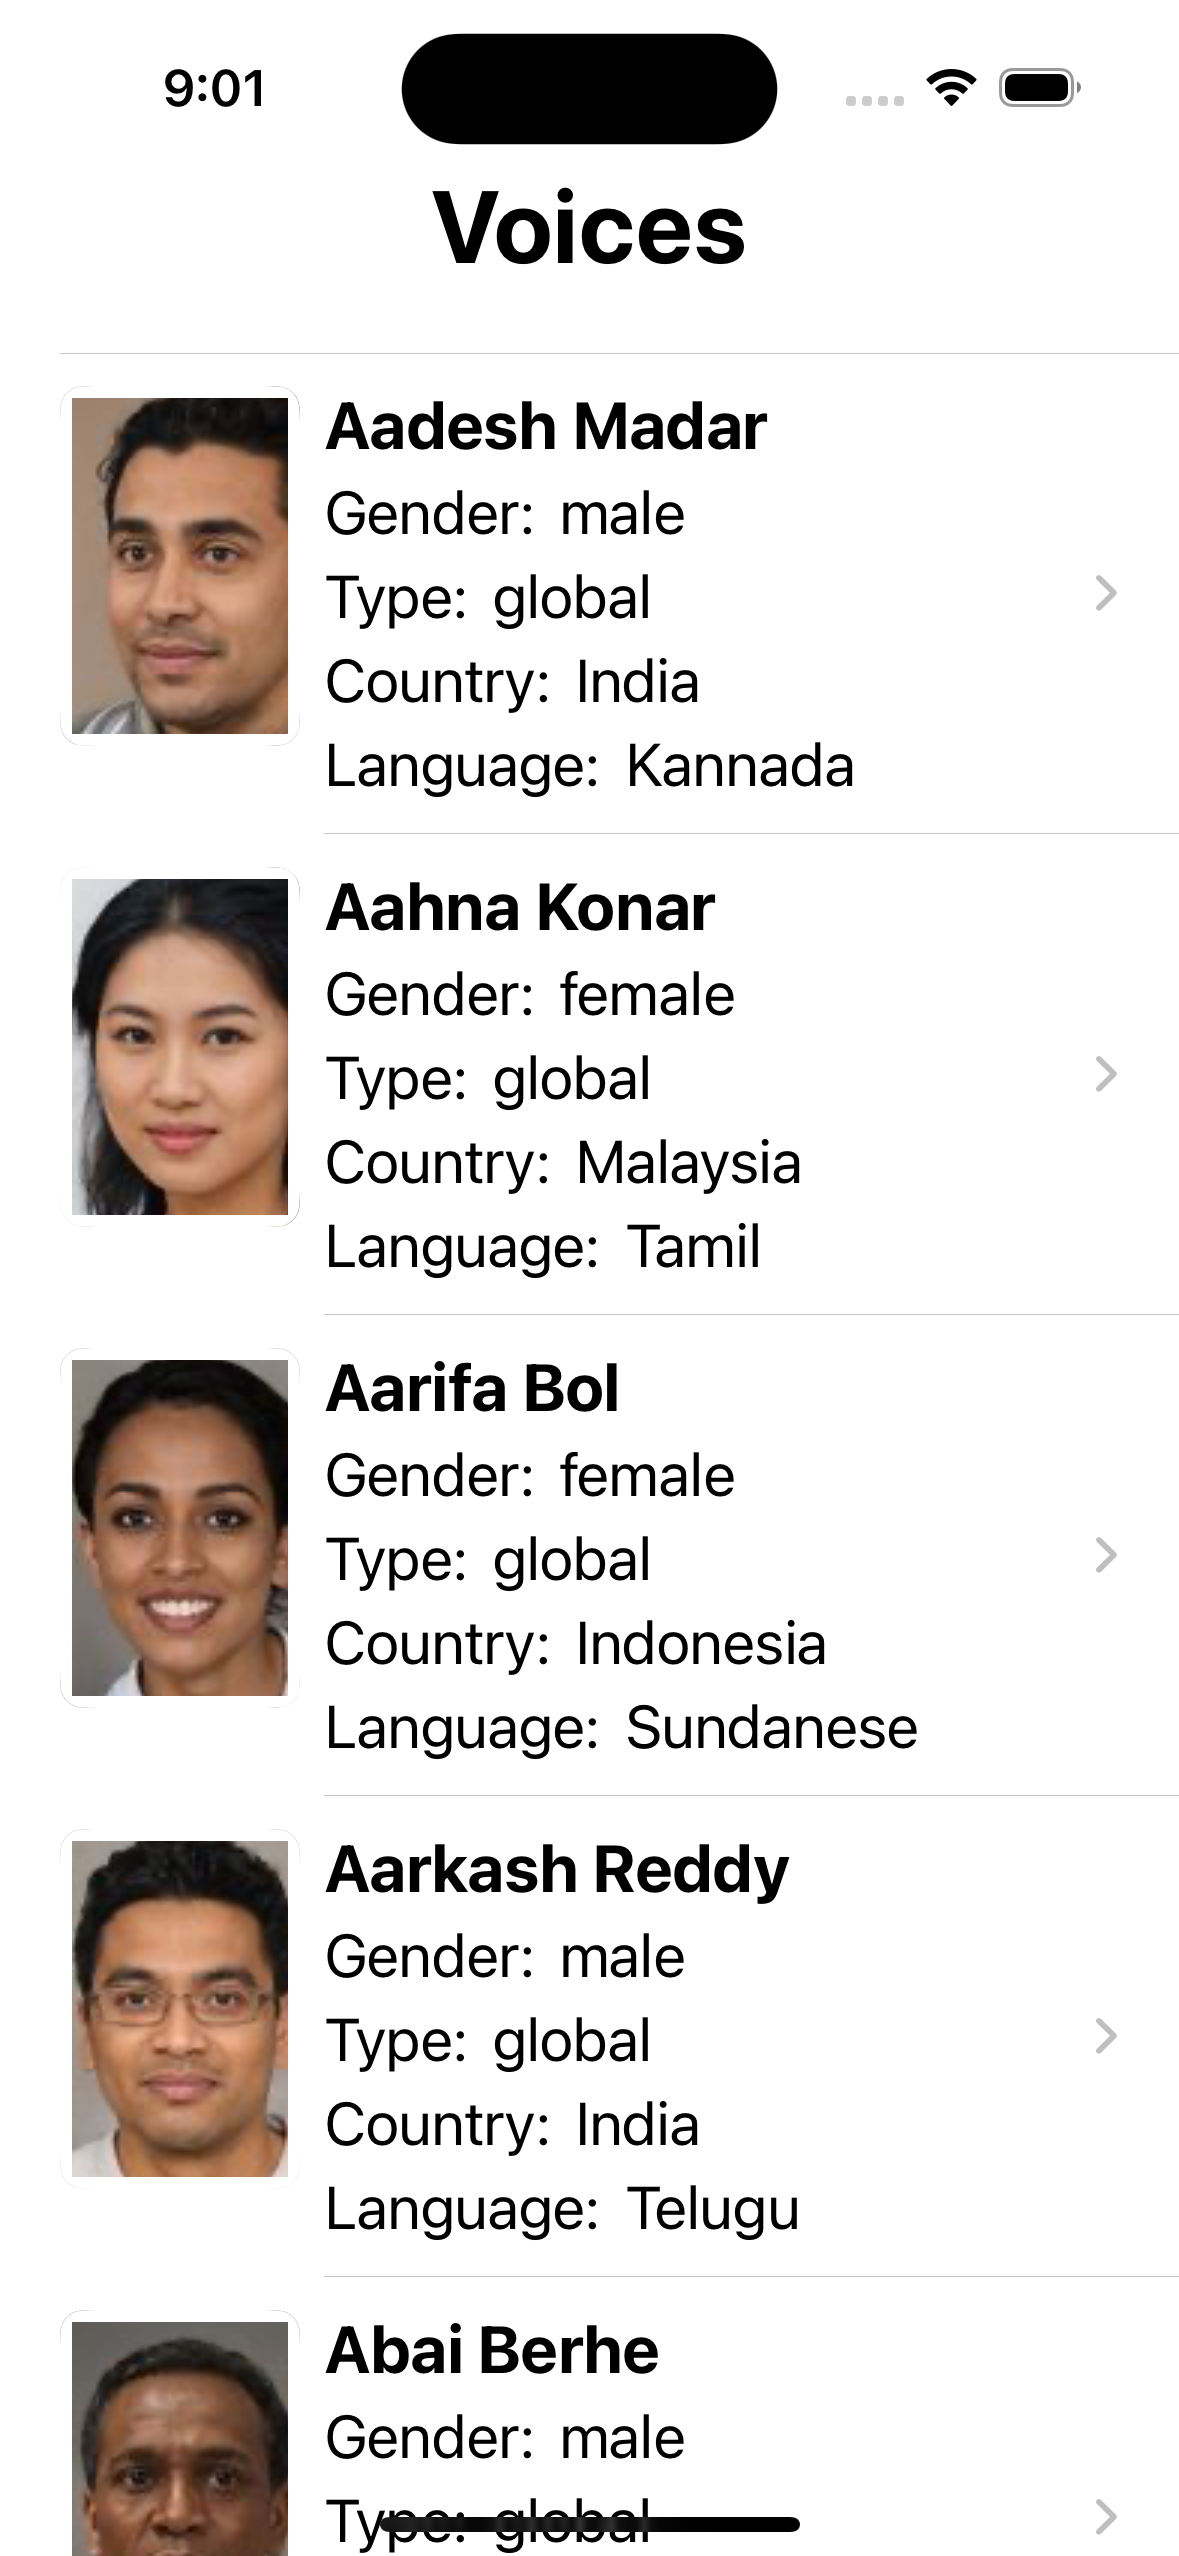 9:01
Voices
Aadesh Madar
Gender: male
Type: global
Country: India
Language: Kannada
Aahna Konar
Gender: female
Type: global
Country: Malaysia
Language: Tamil
Aarifa Bol
Gender: female
Type: global
Country: Indonesia
Language: Sundanese
Aarkash Reddy
Gender: male
Type: global
Country: India
Language: Telugu
Abai Berhe
Gender: male
Type: global